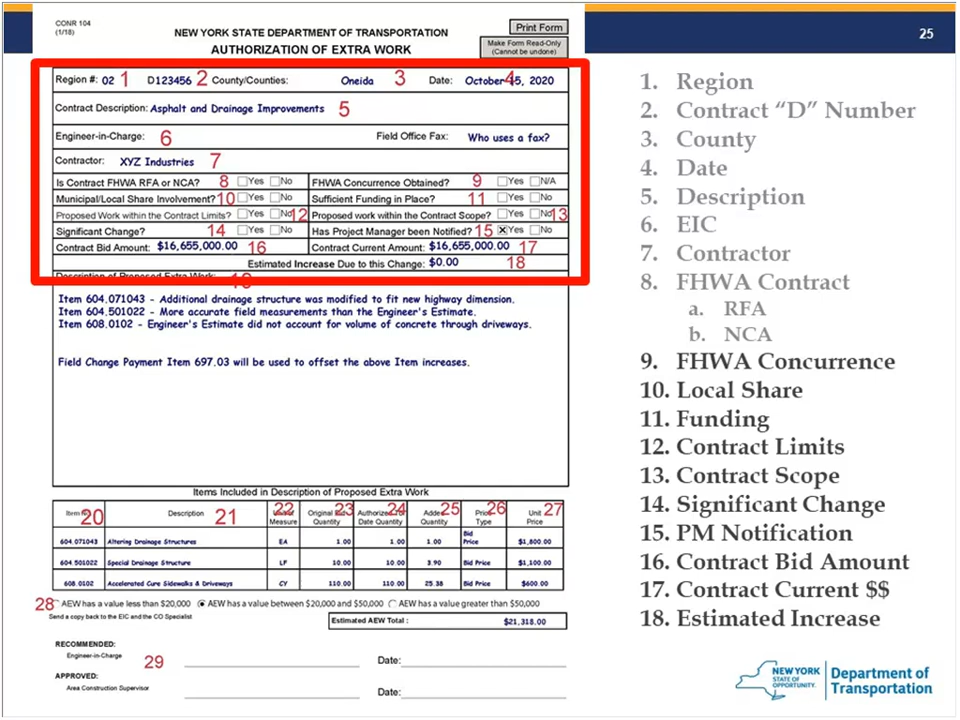 25
CONR 104
(1/18)
NEW YORK STATE DEPARTMENT OF TRANSPORTATION
AUTHORIZATION OF EXTRA WORK
Print Form
Make Form Read-Only
(Cannot be undone)
Region #: 02 1 D123456 2 County/Counties: Oneida 3 Date: October 15, 2020 4
Contract Description: Asphalt and Drainage Improvements 5
Engineer-in-Charge: 6 Field Office Fax: Who uses a fax?
Contractor: XYZ Industries 7
Is Contract FHWA RFA or NCA? 8 Yes No FHWA Concurrence Obtained? 9 Yes N/A
Municipal/Local Share Involvement? 10 Yes No Sufficient Funding in Place? 11 Yes No
Proposed Work within the Contract Limits? Yes No 12 Proposed work within the Contract Scope? Yes No 13
Significant Change? 14 Yes No Has Project Manager been Notified? 15 Yes No
Contract Bid Amount: $16,655,000.00 16 Contract Current Amount: $16,655,000.00 17
Estimated Increase Due to this Change: $0.00 18
Description of Proposed Extra Work: 19
Item 604.071043 - Additional drainage structure was modified to fit new highway dimension.
Item 604.501022 - More accurate field measurements than the Engineer's Estimate.
Item 608.0102 - Engineer's Estimate did not account for volume of concrete through driveways.
Field Change Payment Item 697.03 will be used to offset the above Item increases.
Items Included in Description of Proposed Extra Work
Item 20 Description 21 Measure 22 Original Bid Quantity 23 Authorized To Date Quantity 24 Added Quantity 25 Price Type 26 Unit Price 27
604.071043 Altering Drainage Structures EA 1.00 1.00 1.00 Bid Price $1,800.00
604.501022 Special Drainage Structure LF 10.00 10.00 3.90 Bid Price $1,100.00
608.0102 Accelerated Cure Sidewalks & Driveways CY 110.00 110.00 25.38 Bid Price $600.00
28 AEW has a value less than $20,000 AEW has a value between $20,000 and $50,000 AEW has a value greater than $50,000
Send a copy back to the EIC and the CO Specialist.
Estimated AEW Total : $21,318.00
RECOMMENDED:
Engineer-in-Charge 29 Date:
APPROVED:
Area Construction Supervisor Date:
1. Region
2. Contract “D” Number
3. County
4. Date
5. Description
6. EIC
7. Contractor
8. FHWA Contract
a. RFA
b. NCA
9. FHWA Concurrence
10. Local Share
11. Funding
12. Contract Limits
13. Contract Scope
14. Significant Change
15. PM Notification
16. Contract Bid Amount
17. Contract Current $$
18. Estimated Increase
NEW YORK
STATE OF
OPPORTUNITY.
Department of
Transportation